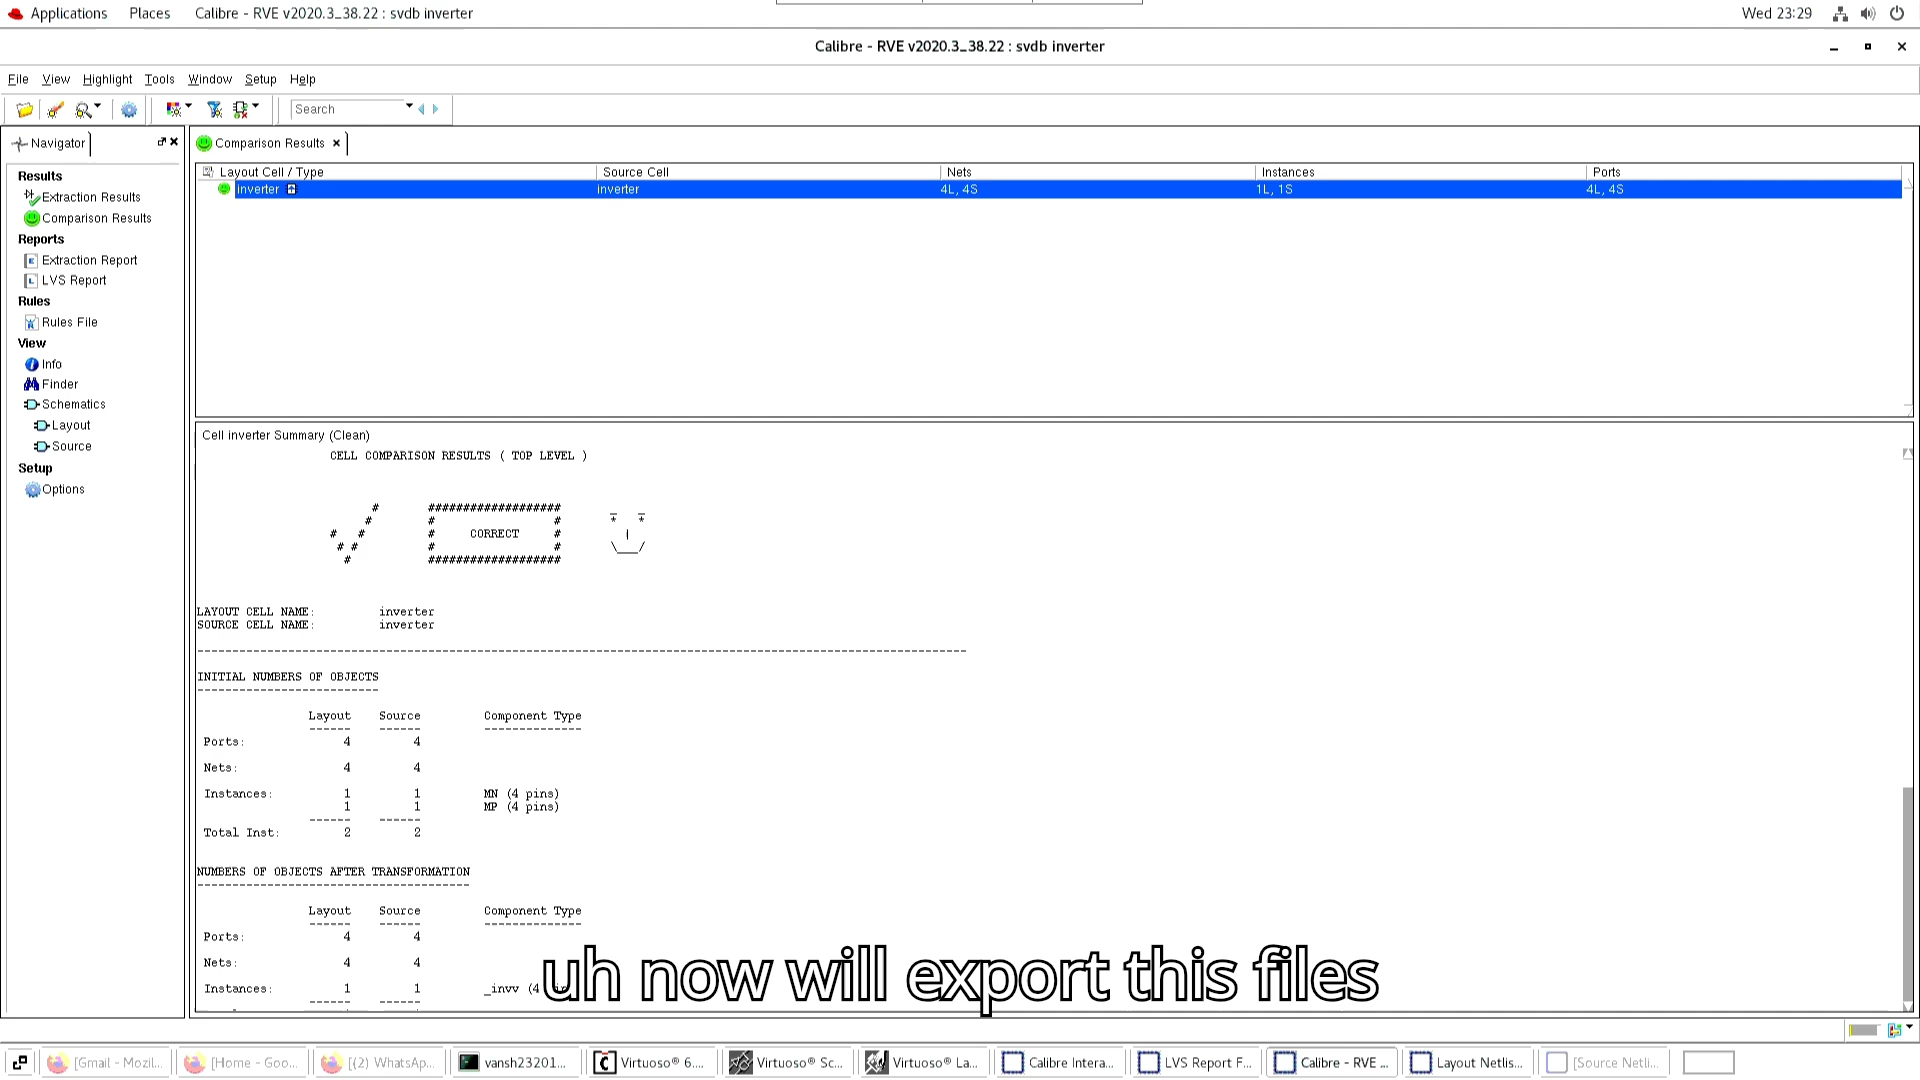 Applications Places Calibre - RVE v2020.3_38.22 : svdb inverter Wed 23:29
Calibre - RVE v2020.3_38.22 : svdb inverter
File View Highlight Tools Window Setup Help
Search
Navigator
Comparison Results
Results
Extraction Results
Comparison Results
Reports
Extraction Report
LVS Report
Rules
Rules File
View
Info
Finder
Schematics
Layout
Source
Setup
Options
Layout Cell / Type Source Cell Nets Instances Ports
inverter inverter 4L, 4S 1L, 1S 4L, 4S
Cell inverter Summary (Clean)
CELL COMPARISON RESULTS ( TOP LEVEL )
# ################### _ _
# # # * *
# # # CORRECT # |
# # # # \___/
# ###################
LAYOUT CELL NAME: inverter
SOURCE CELL NAME: inverter
INITIAL NUMBERS OF OBJECTS
Layout Source Component Type
Ports: 4 4
Nets: 4 4
Instances: 1 1 MN (4 pins)
1 1 MP (4 pins)
Total Inst: 2 2
NUMBERS OF OBJECTS AFTER TRANSFORMATION
Layout Source Component Type
Ports: 4 4
Nets: 4 4
Instances: 1 1 _invv (4
uh now will export this files
[Gmail - Mozil... [Home - Goo... [(2) WhatsAp... vansh23201... Virtuoso® 6.... Virtuoso® Sc... Virtuoso® La... Calibre Intera... LVS Report F... Calibre - RVE ... Layout Netlis... [Source Netli...